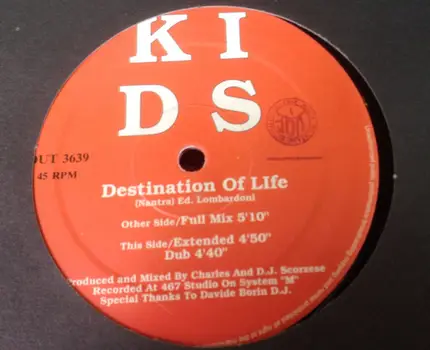 K I
D S
OUT 3639
45 RPM
Destination Of LIfe
(Nantra) Ed. Lombardoni
Other Side/Full Mix 5'10"
This Side/Extended 4'50"
Dub 4'40"
Produced and Mixed By Charles And D.J. Scorzese
Recorded At 467 Studio On System "M"
Special Thanks To Davide Borin D.J.